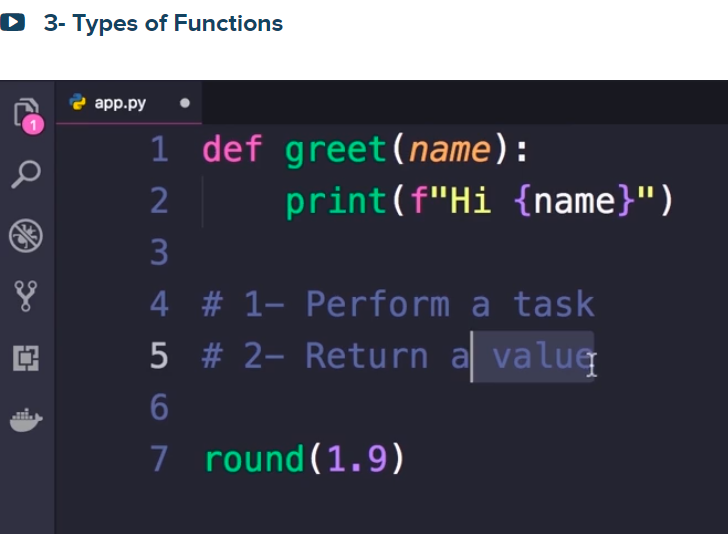 3- Types of Functions
app.py
1
1 def greet(name):
2 print(f"Hi {name}")
3
4 # 1- Perform a task
5 # 2- Return a value
6
7 round(1.9)